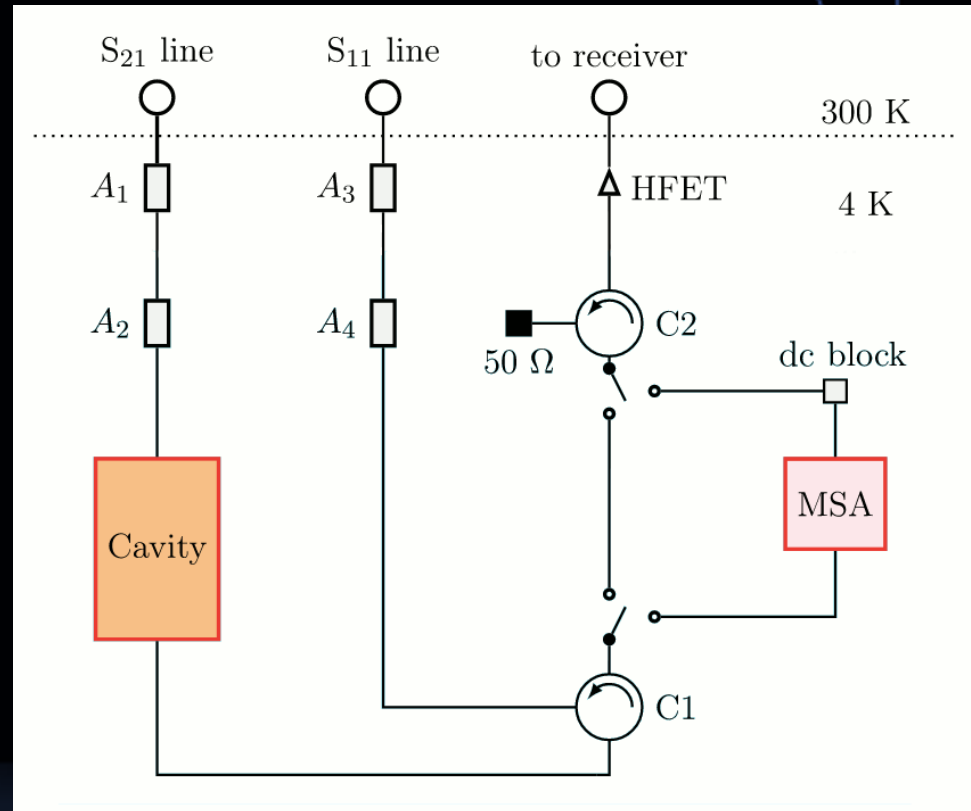 S₂₁ line
S₁₁ line
to receiver
300 K
A₁
A₃
HFET
4 K
A₂
A₄
C2
50 Ω
dc block
MSA
Cavity
C1